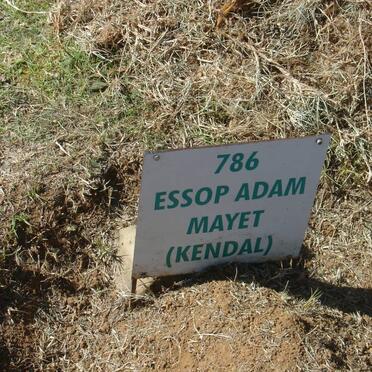 786
ESSOP ADAM
MAYET
(KENDAL)